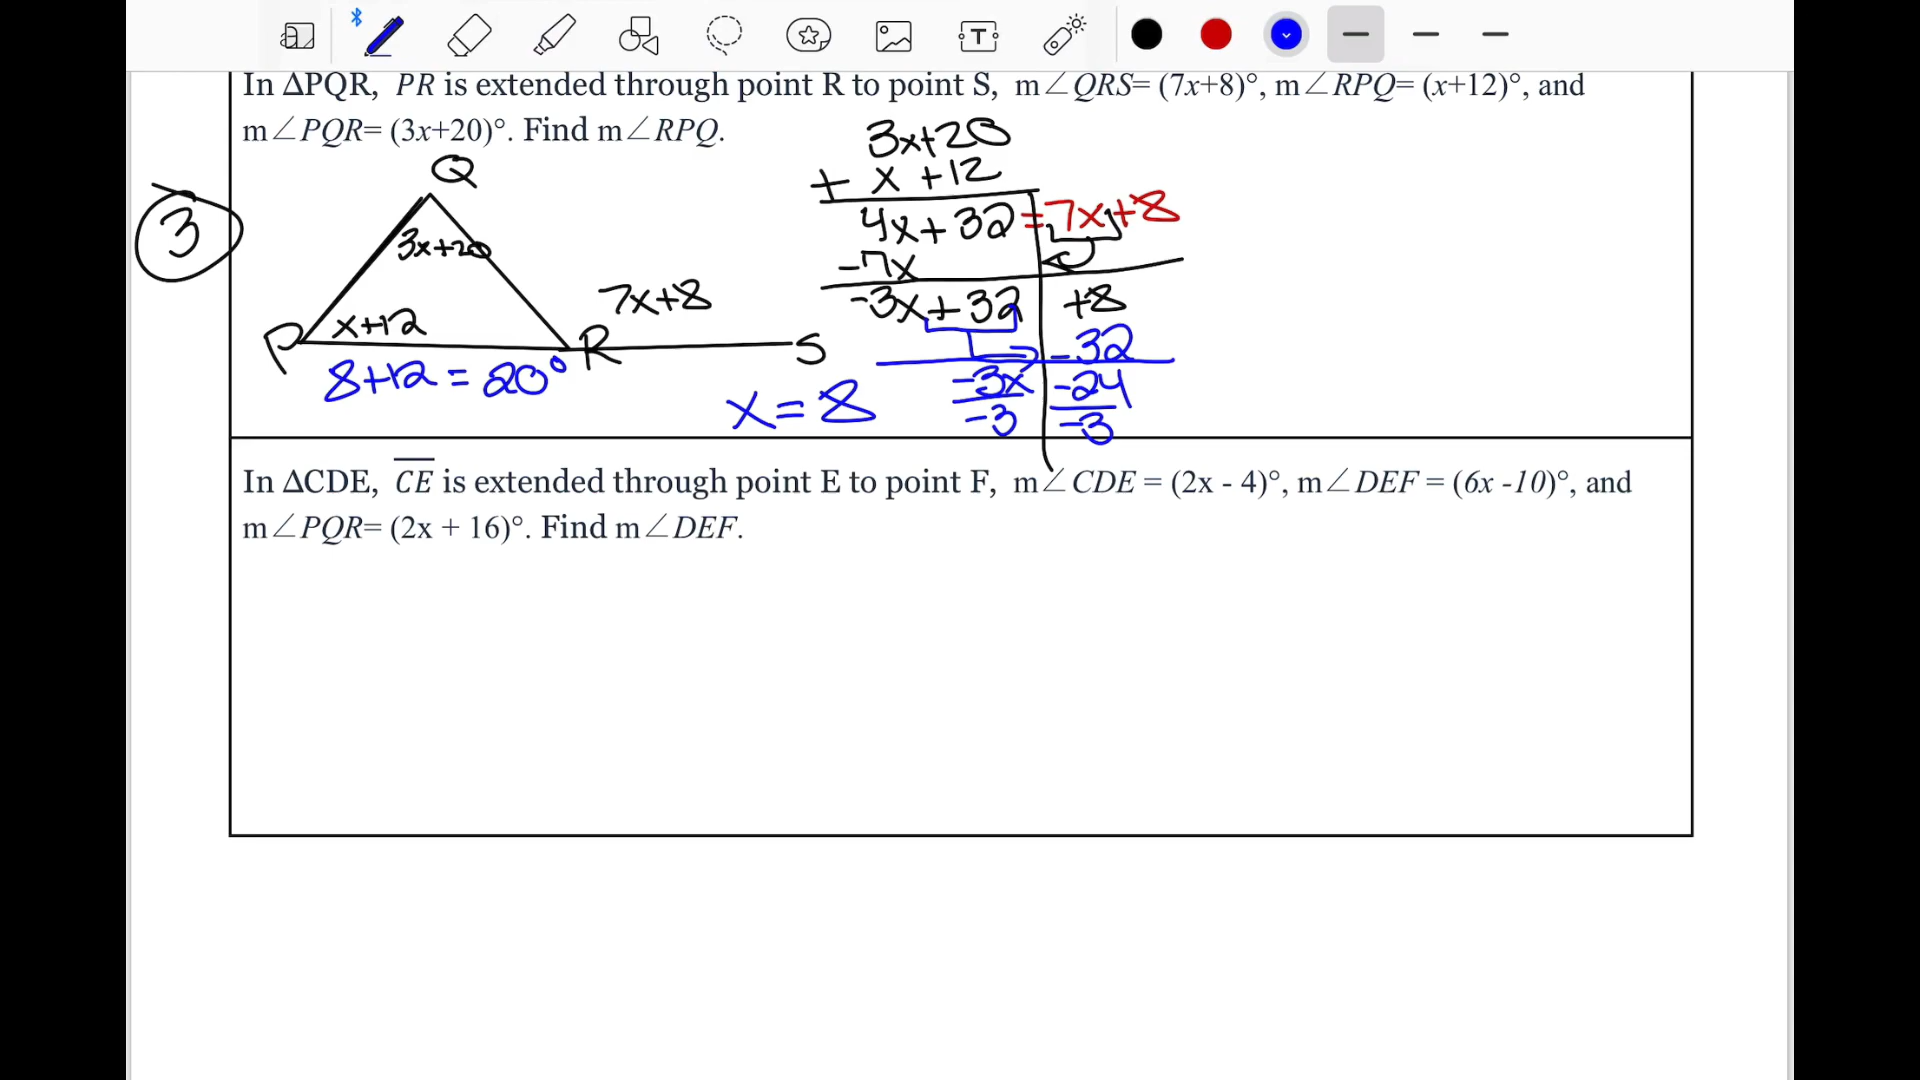 In ΔPQR, PR is extended through point R to point S, m∠QRS= (7x+8)°, m∠RPQ= (x+12)°, and
m∠PQR= (3x+20)°. Find m∠RPQ.
3
Q
3x+20
x+12
P
R
7x+8
S
8+12 = 20°
3x+20
+ x +12
4x+32 =7x+8
-7x
-3x+32 +8
-32
-3x -24
-3 -3
x = 8
In ΔCDE, CE is extended through point E to point F, m∠CDE = (2x - 4)°, m∠DEF = (6x -10)°, and
m∠PQR= (2x + 16)°. Find m∠DEF.